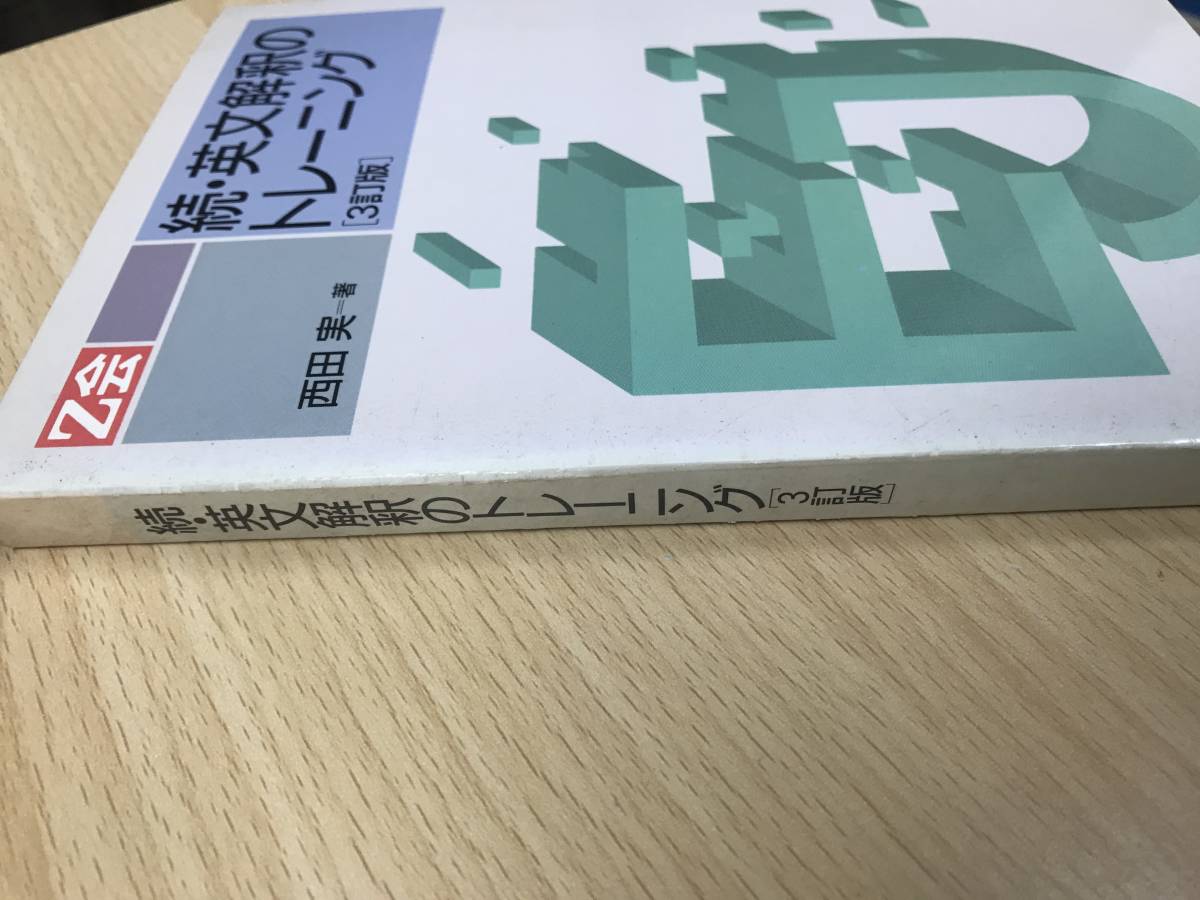 続・英文解釈の
トレーニング
[3訂版]
西田 実=著
Z会
続・英文解釈のトレーニング[3訂版]